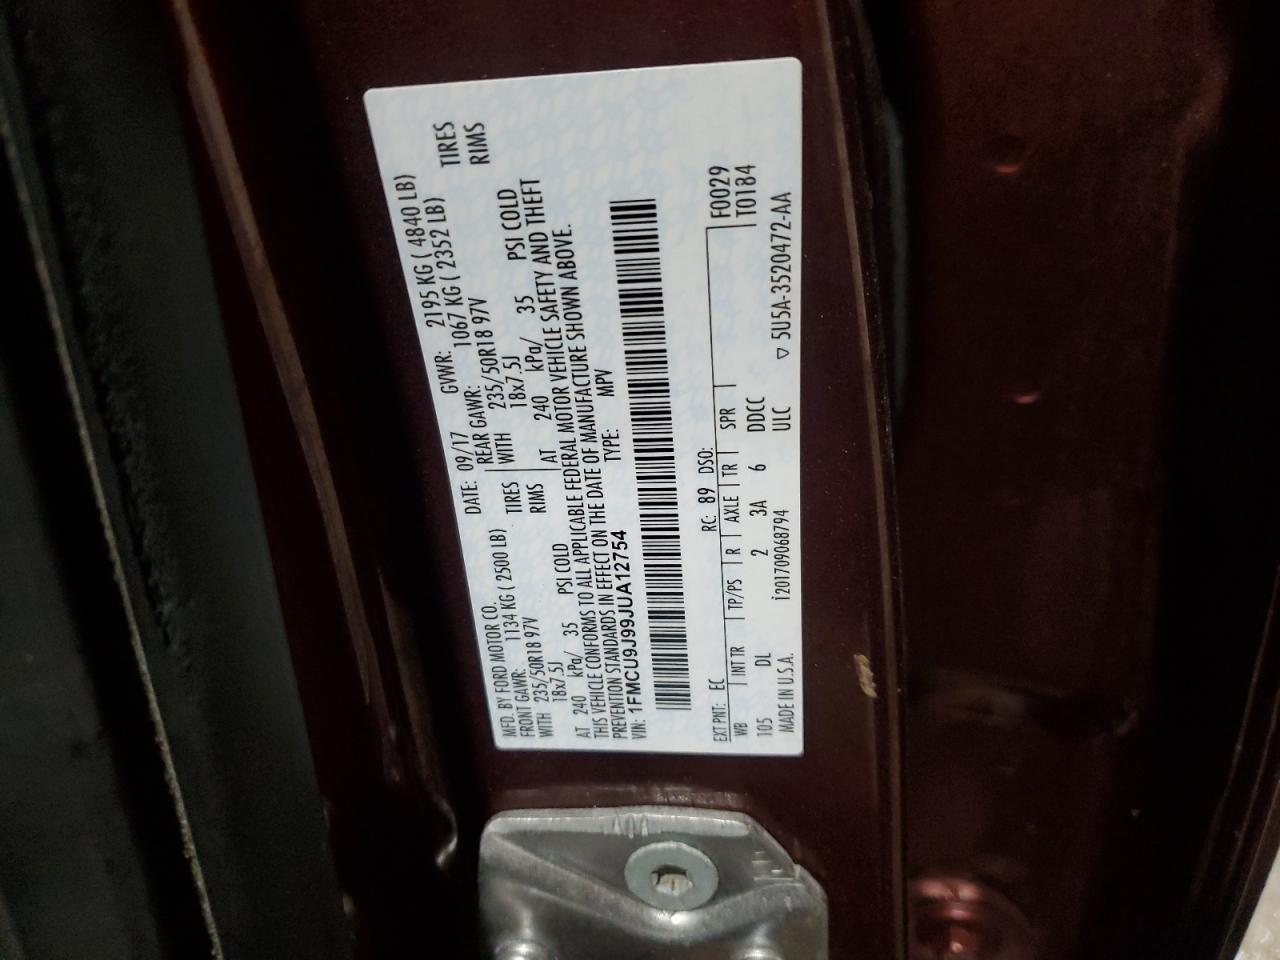 MFD. BY FORD MOTOR CO. DATE: 09/17 GVWR: 2195 KG ( 4840 LB)
FRONT GAWR: 1134 KG ( 2500 LB) REAR GAWR: 1067 KG ( 2352 LB)
WITH 235/50R18 97V TIRES WITH 235/50R18 97V TIRES
18x7.5J RIMS 18x7.5J RIMS
AT 240 kPa/ 35 PSI COLD AT 240 kPa/ 35 PSI COLD
THIS VEHICLE CONFORMS TO ALL APPLICABLE FEDERAL MOTOR VEHICLE SAFETY AND THEFT
PREVENTION STANDARDS IN EFFECT ON THE DATE OF MANUFACTURE SHOWN ABOVE.
VIN: 1FMCU9J99JUA12754 TYPE: MPV
EXT PNT: EC RC: 89 DSO: F0029
WB INT TR TP/PS R AXLE TR SPR T0184
105 DL 2 3A 6 DDCC
MADE IN U.S.A. i201709068794 ULC ▽ 5U5A-3520472-AA